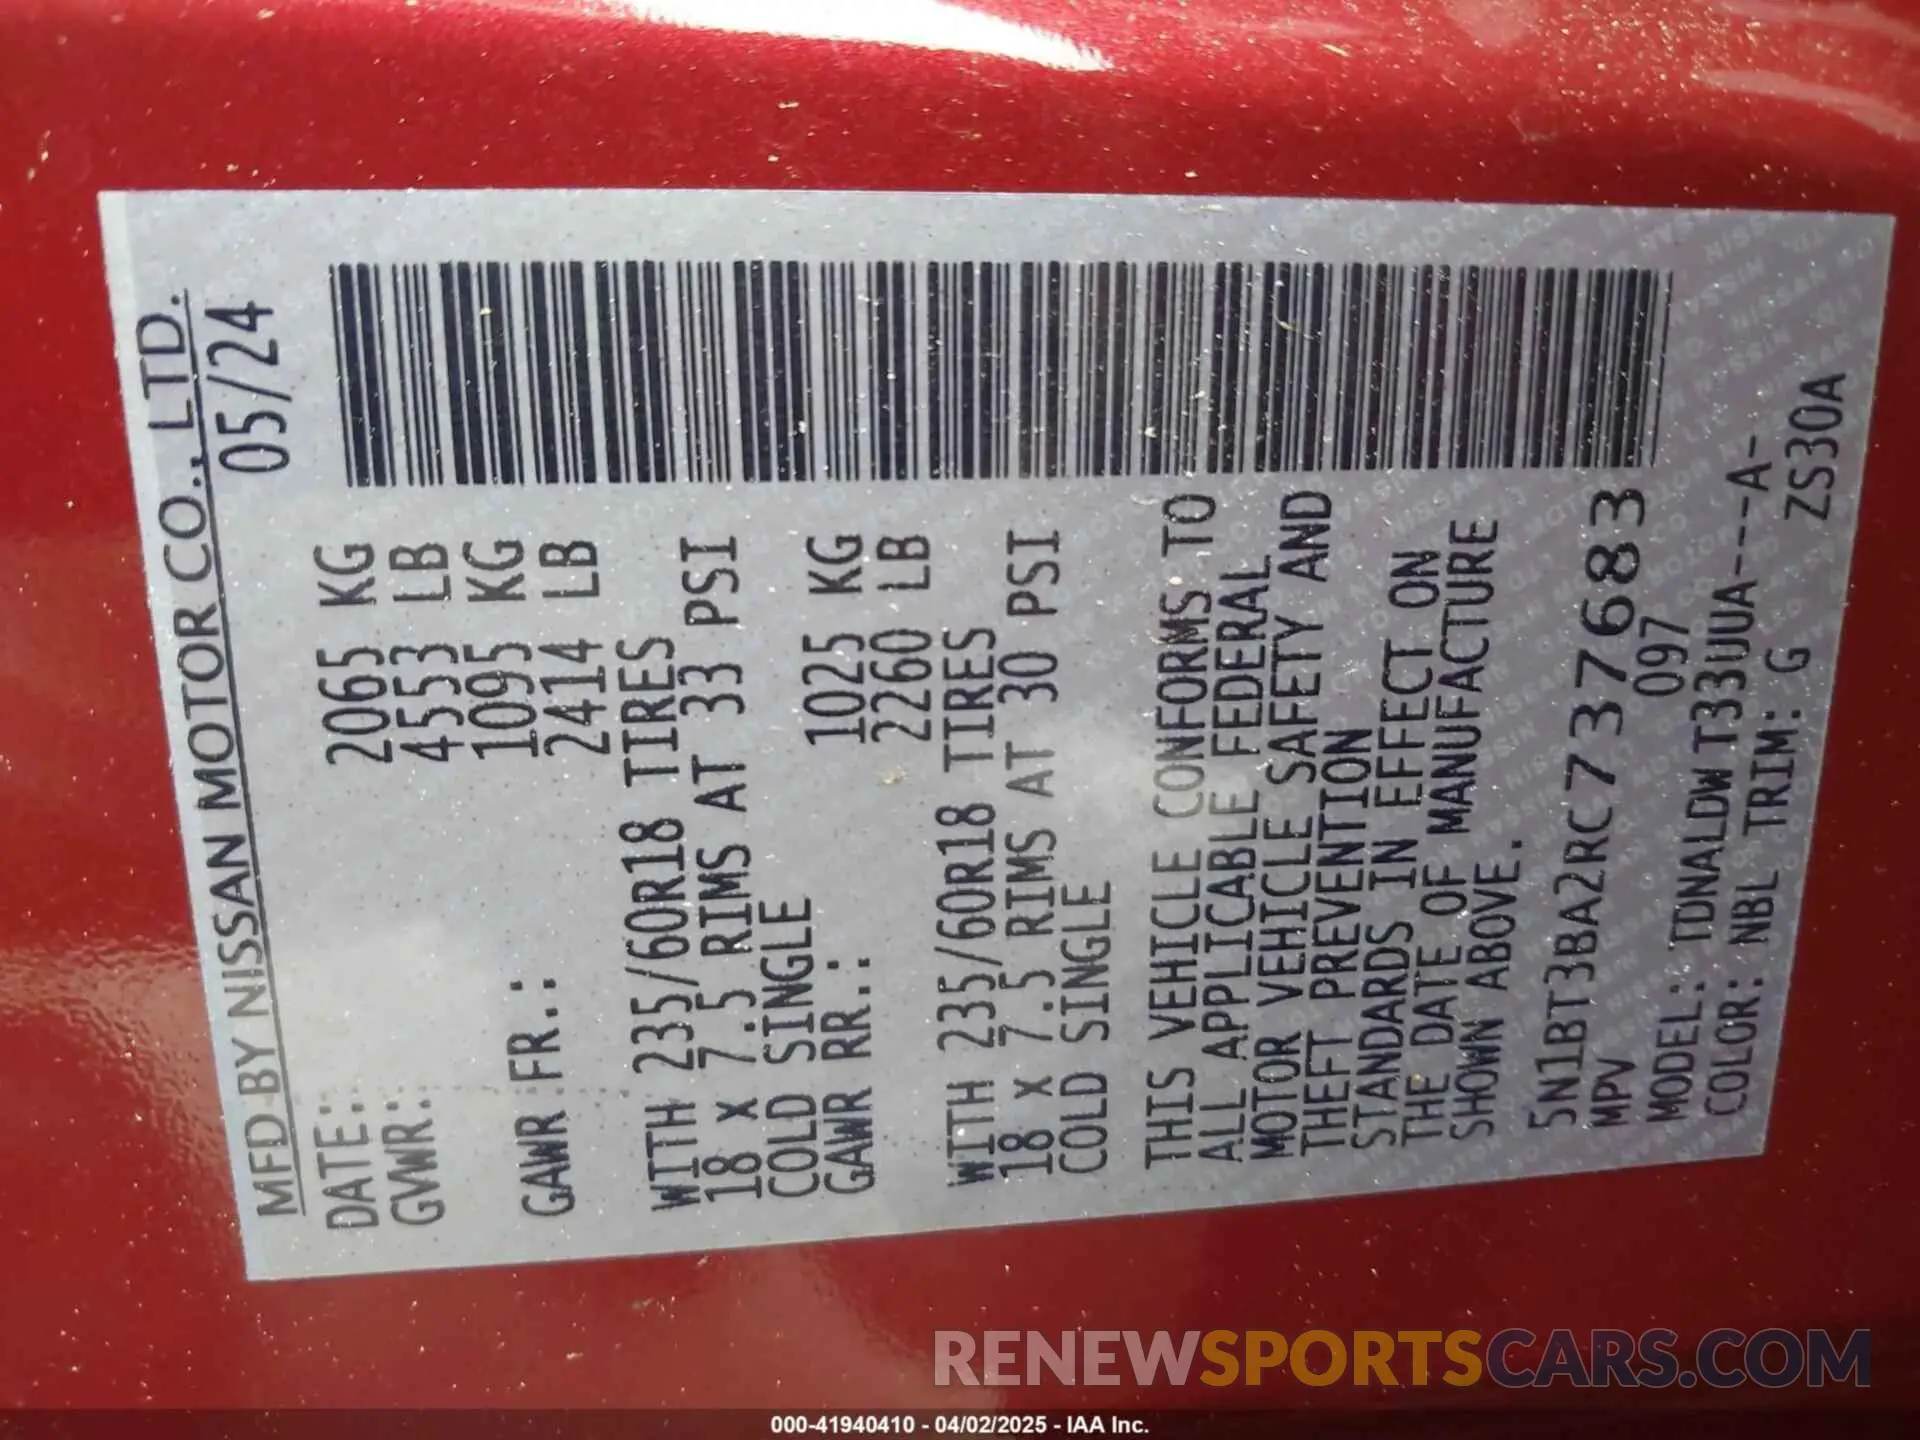 MFD BY NISSAN MOTOR CO., LTD.
DATE: 05/24
GVWR: 2065 KG
4553 LB
1095 KG
GAWR FR.: 2414 LB
WITH 235/60R18 TIRES
18 x 7.5 RIMS AT 33 PSI
COLD SINGLE
GAWR RR.: 1025 KG
2260 LB
WITH 235/60R18 TIRES
18 x 7.5 RIMS AT 30 PSI
COLD SINGLE
THIS VEHICLE CONFORMS TO
ALL APPLICABLE FEDERAL
MOTOR VEHICLE SAFETY AND
THEFT PREVENTION
STANDARDS IN EFFECT ON
THE DATE OF MANUFACTURE
SHOWN ABOVE.
5N1BT3BA2RC737683
MPV 097
MODEL: TDNALDW T33UUA----A-
COLOR: NBL TRIM: G ZS30A
RENEWSPORTSCARS.COM
000-41940410 - 04/02/2025 - IAA Inc.